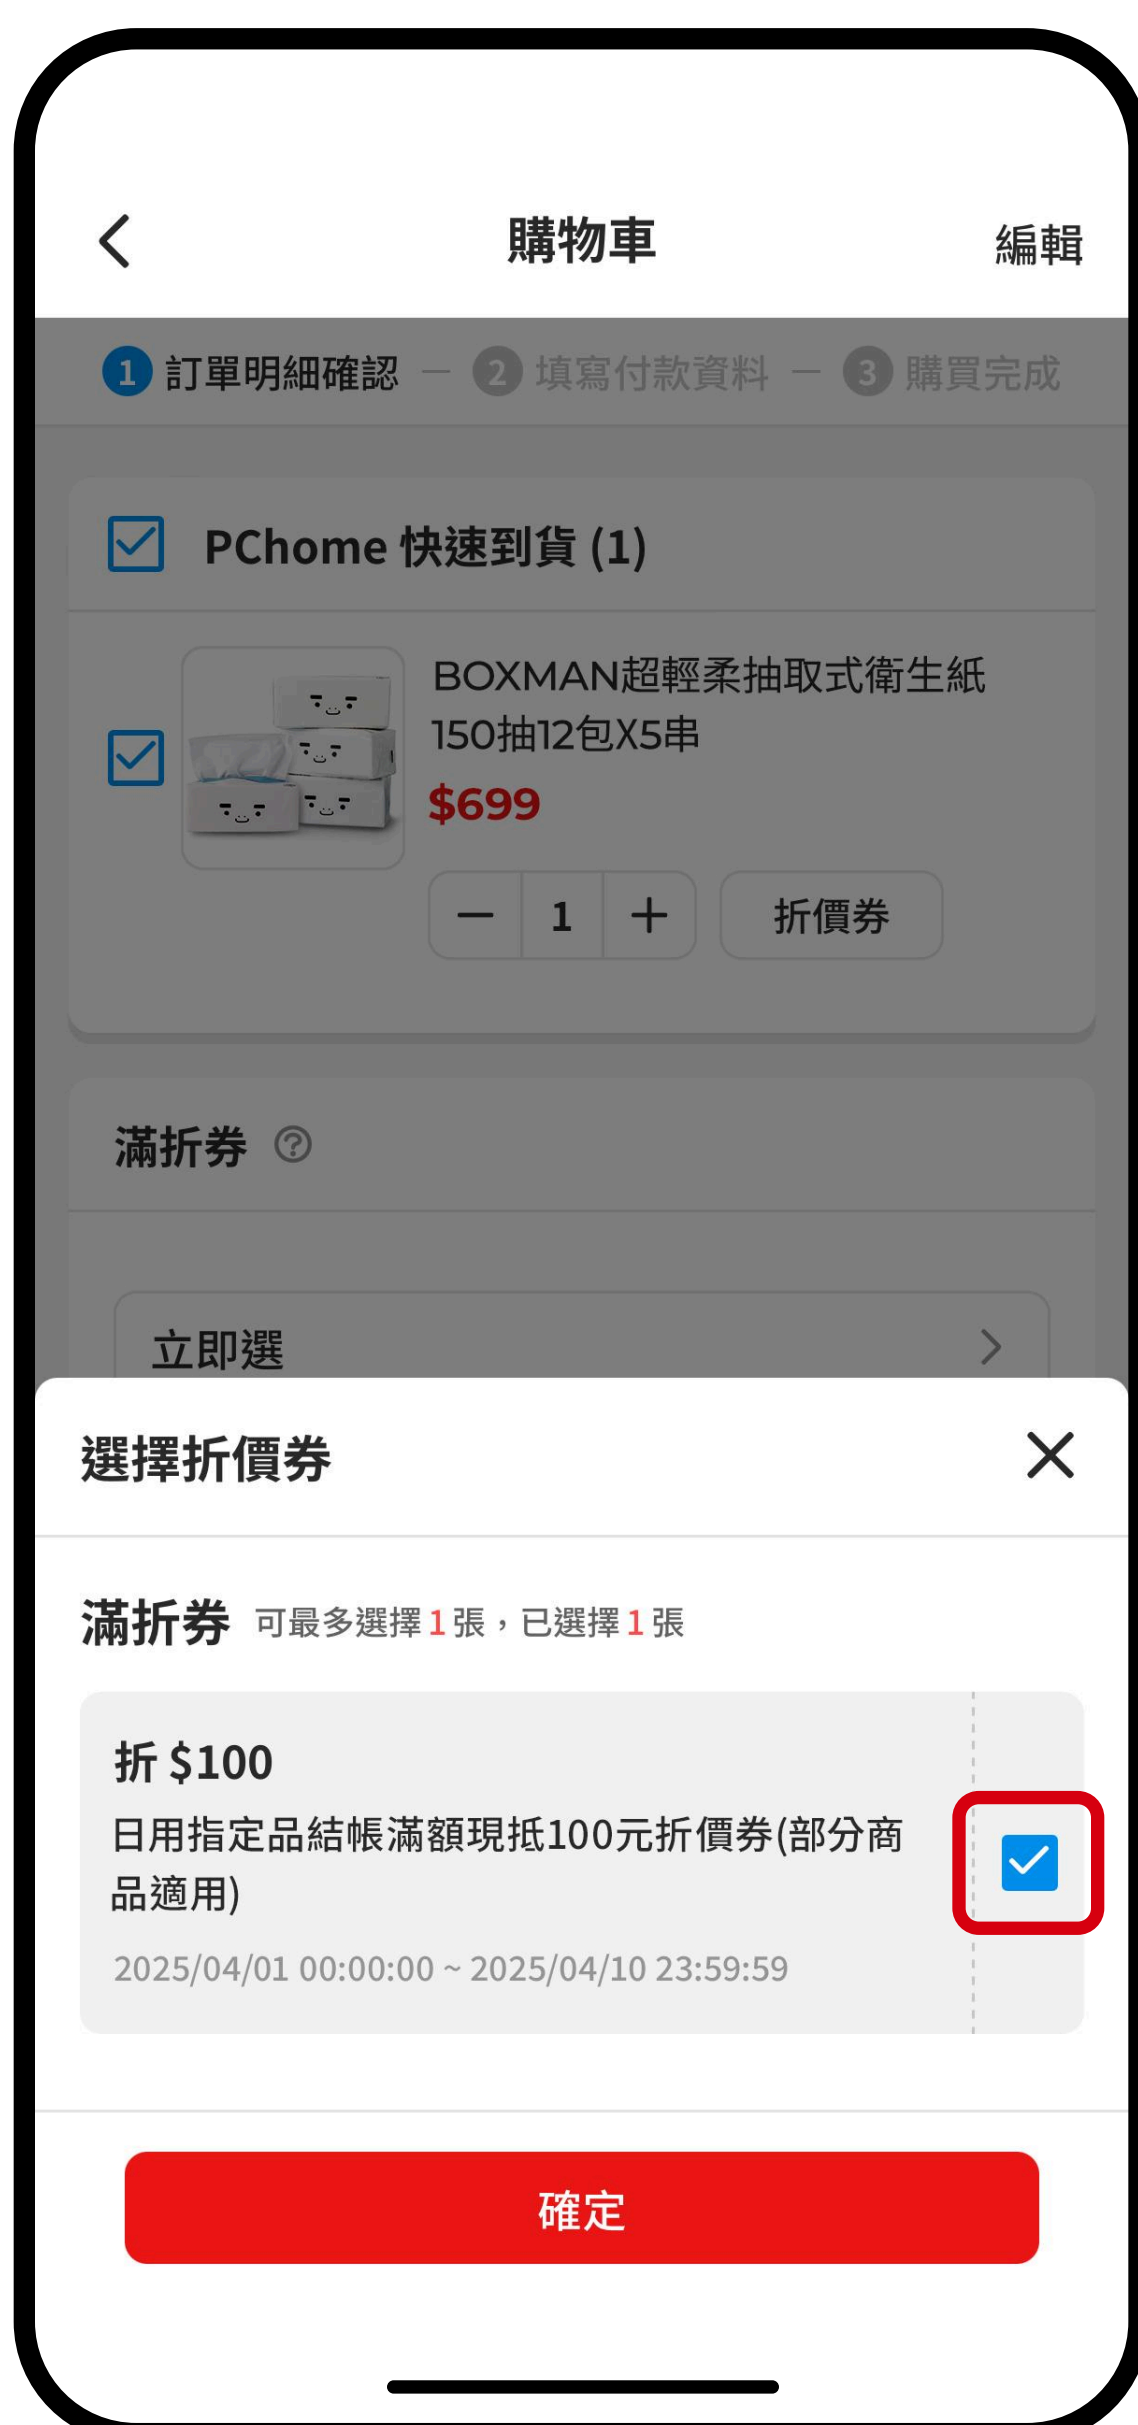 購物車
編輯
1 訂單明細確認 — 2 填寫付款資料 — 3 購買完成
PChome 快速到貨 (1)
BOXMAN超輕柔抽取式衛生紙
150抽12包X5串
$699
1
折價券
滿折券
立即選
選擇折價券
滿折券 可最多選擇 1 張，已選擇 1 張
折 $100
日用指定品結帳滿額現抵100元折價券(部分商
品適用)
2025/04/01 00:00:00 ~ 2025/04/10 23:59:59
確定